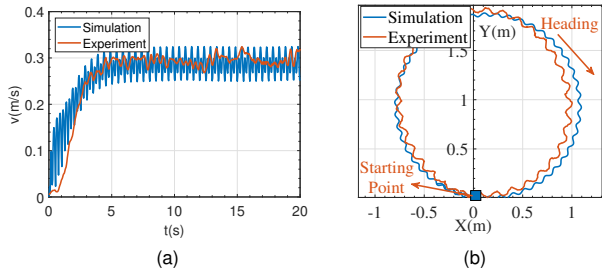 Simulation
Experiment
v(m/s)
0.4
0.3
0.2
0.1
0
0
5
10
15
20
t(s)
(a)
Simulation
Experiment
Y(m)
Heading
1.5
1
0.5
Starting
Point
-1
-0.5
0
0.5
1
X(m)
(b)